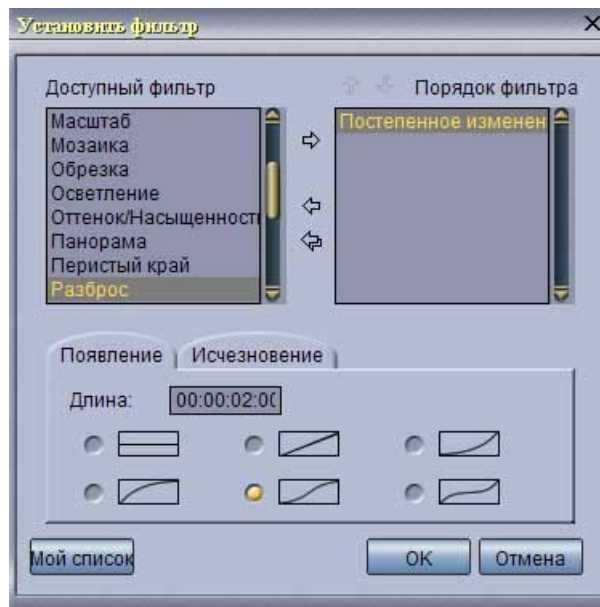 Установить фильтр
Доступный фильтр
Порядок фильтра
Масштаб
Мозаика
Обрезка
Осветление
Оттенок/Насыщенност
Панорама
Перистый край
Разброс
Постепенное изменен
Появление
Исчезновение
Длина: 00:00:02:0(
Мой список
OK
Отмена